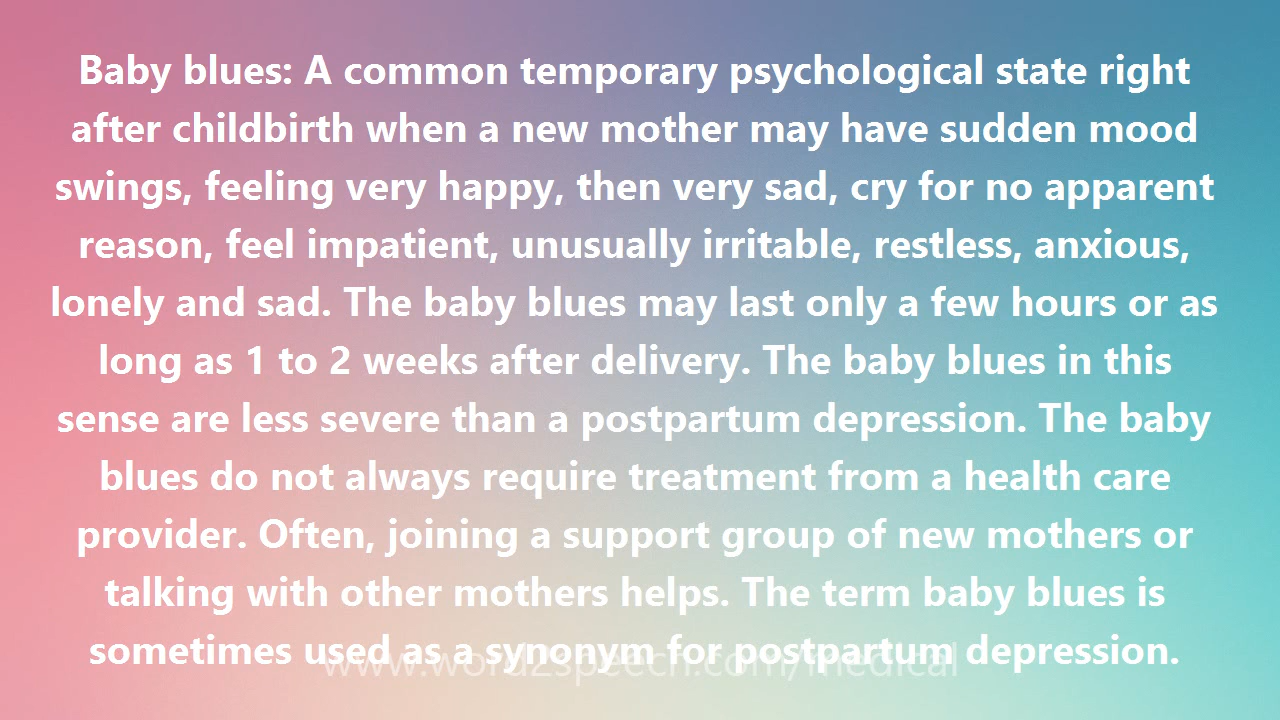 Baby blues: A common temporary psychological state right
after childbirth when a new mother may have sudden mood
swings, feeling very happy, then very sad, cry for no apparent
reason, feel impatient, unusually irritable, restless, anxious,
lonely and sad. The baby blues may last only a few hours or as
long as 1 to 2 weeks after delivery. The baby blues in this
sense are less severe than a postpartum depression. The baby
blues do not always require treatment from a health care
provider. Often, joining a support group of new mothers or
talking with other mothers helps. The term baby blues is
sometimes used as a synonym for postpartum depression.
www.word2speech.com/medical